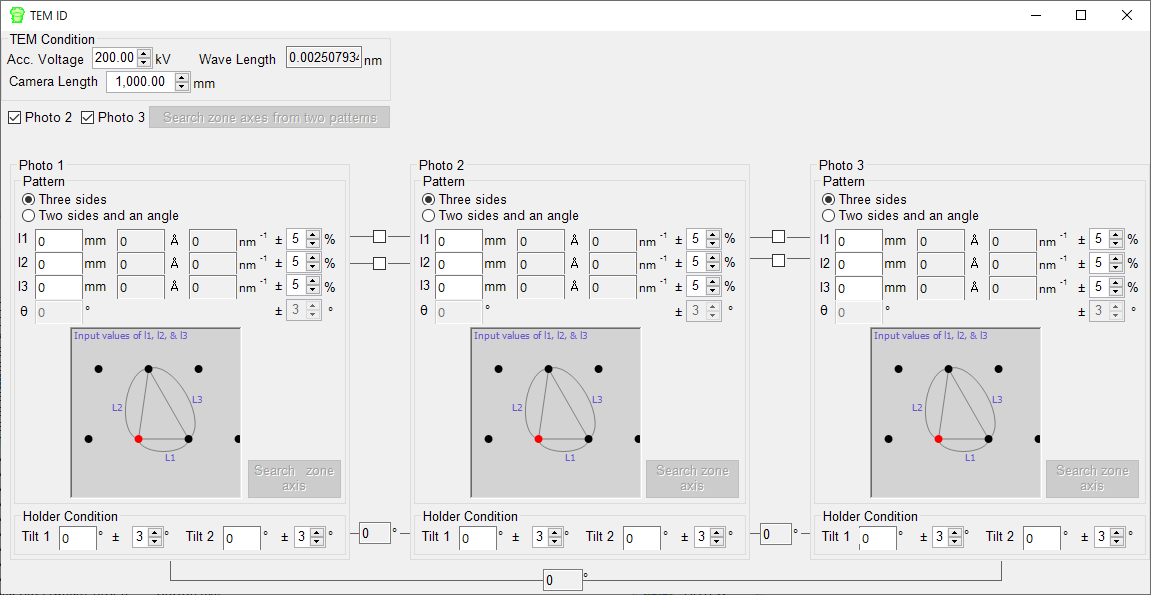 TEM ID
TEM Condition
Acc. Voltage 200.00 kV Wave Length 0.00250793 nm
Camera Length 1,000.00 mm
Photo 2 Photo 3 Search zone axes from two patterns
Photo 1 Photo 2 Photo 3
Pattern Pattern Pattern
Three sides Three sides Three sides
Two sides and an angle Two sides and an angle Two sides and an angle
l1 0 mm 0 Å 0 nm -1 ± 5 % l1 0 mm 0 Å 0 nm -1 ± 5 % l1 0 mm 0 Å 0 nm -1 ± 5 %
l2 0 mm 0 Å 0 nm -1 ± 5 % l2 0 mm 0 Å 0 nm -1 ± 5 % l2 0 mm 0 Å 0 nm -1 ± 5 %
l3 0 mm 0 Å 0 nm -1 ± 5 % l3 0 mm 0 Å 0 nm -1 ± 5 % l3 0 mm 0 Å 0 nm -1 ± 5 %
θ 0 ° ± 3 ° θ 0 ° ± 3 ° θ 0 ° ± 3 °
Input values of l1, l2, & l3 Input values of l1, l2, & l3 Input values of l1, l2, & l3
L2 L3 L2 L3 L2 L3
L1 L1 L1
Search zone Search zone Search zone
axis axis axis
Holder Condition Holder Condition Holder Condition
Tilt 1 0 ° ± 3 ° Tilt 2 0 ° ± 3 ° 0 ° Tilt 1 0 ° ± 3 ° Tilt 2 0 ° ± 3 ° 0 ° Tilt 1 0 ° ± 3 ° Tilt 2 0 ° ± 3 °
0 °